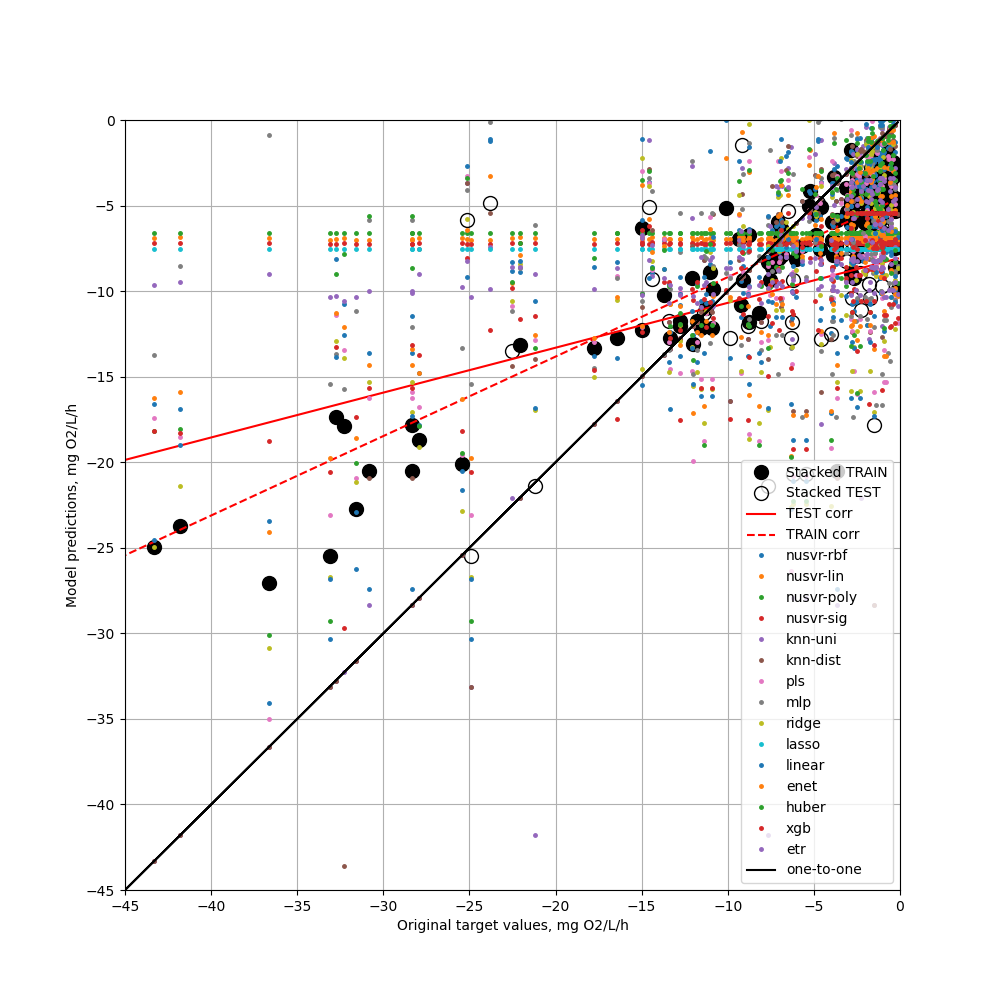 0
−5
−10
−15
−20
−25
−30
−35
−40
−45
Model predictions, mg O2/L/h
−45 −40 −35 −30 −25 −20 −15 −10 −5 0
Original target values, mg O2/L/h
Stacked TRAIN
Stacked TEST
TEST corr
TRAIN corr
nusvr-rbf
nusvr-lin
nusvr-poly
nusvr-sig
knn-uni
knn-dist
pls
mlp
ridge
lasso
linear
enet
huber
xgb
etr
one-to-one